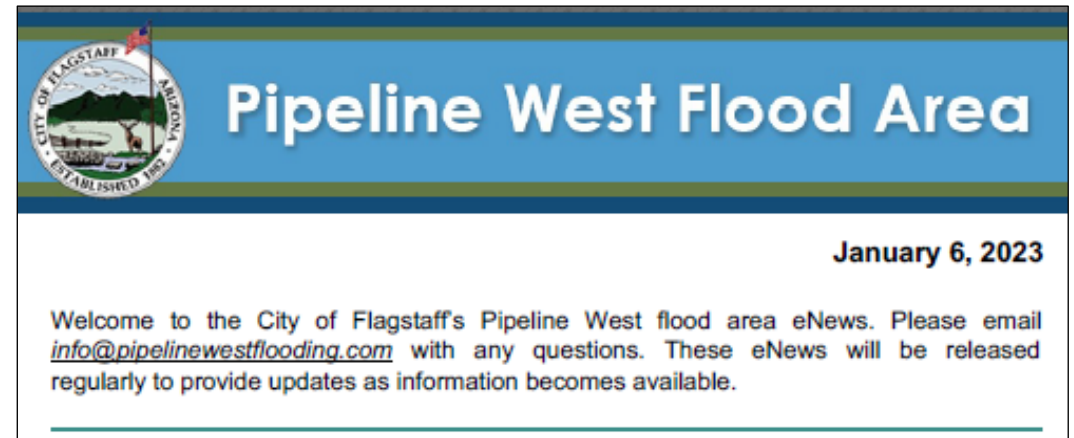 CITY OF FLAGSTAFF ARIZONA
ESTABLISHED 1882
Pipeline West Flood Area
January 6, 2023
Welcome to the City of Flagstaff's Pipeline West flood area eNews. Please email
info@pipelinewestflooding.com with any questions. These eNews will be released
regularly to provide updates as information becomes available.